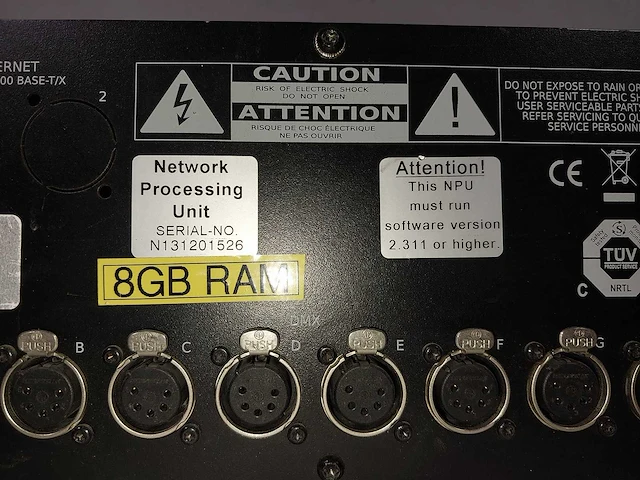 ERNET
00 BASE-T/X
2
CAUTION
RISK OF ELECTRIC SHOCK
DO NOT OPEN
ATTENTION
RISQUE DE CHOC ÉLECTRIQUE
NE PAS OUVRIR
DO NOT EXPOSE TO RAIN OR
TO PREVENT ELECTRIC S
USER SERVICEABLE PARTS
REFER SERVICING TO QU
SERVICE PERSONN
Network
Processing
Unit
SERIAL-NO.
N131201526
Attention!
This NPU
must run
software version
2.311 or higher.
CE
TÜV
PRODUCT SERVICE
C
NRTL
8GB RAM
DMX
B
C
D
E
F
G
PUSH
PUSH
PUSH
PUSH
PUSH
PUSH